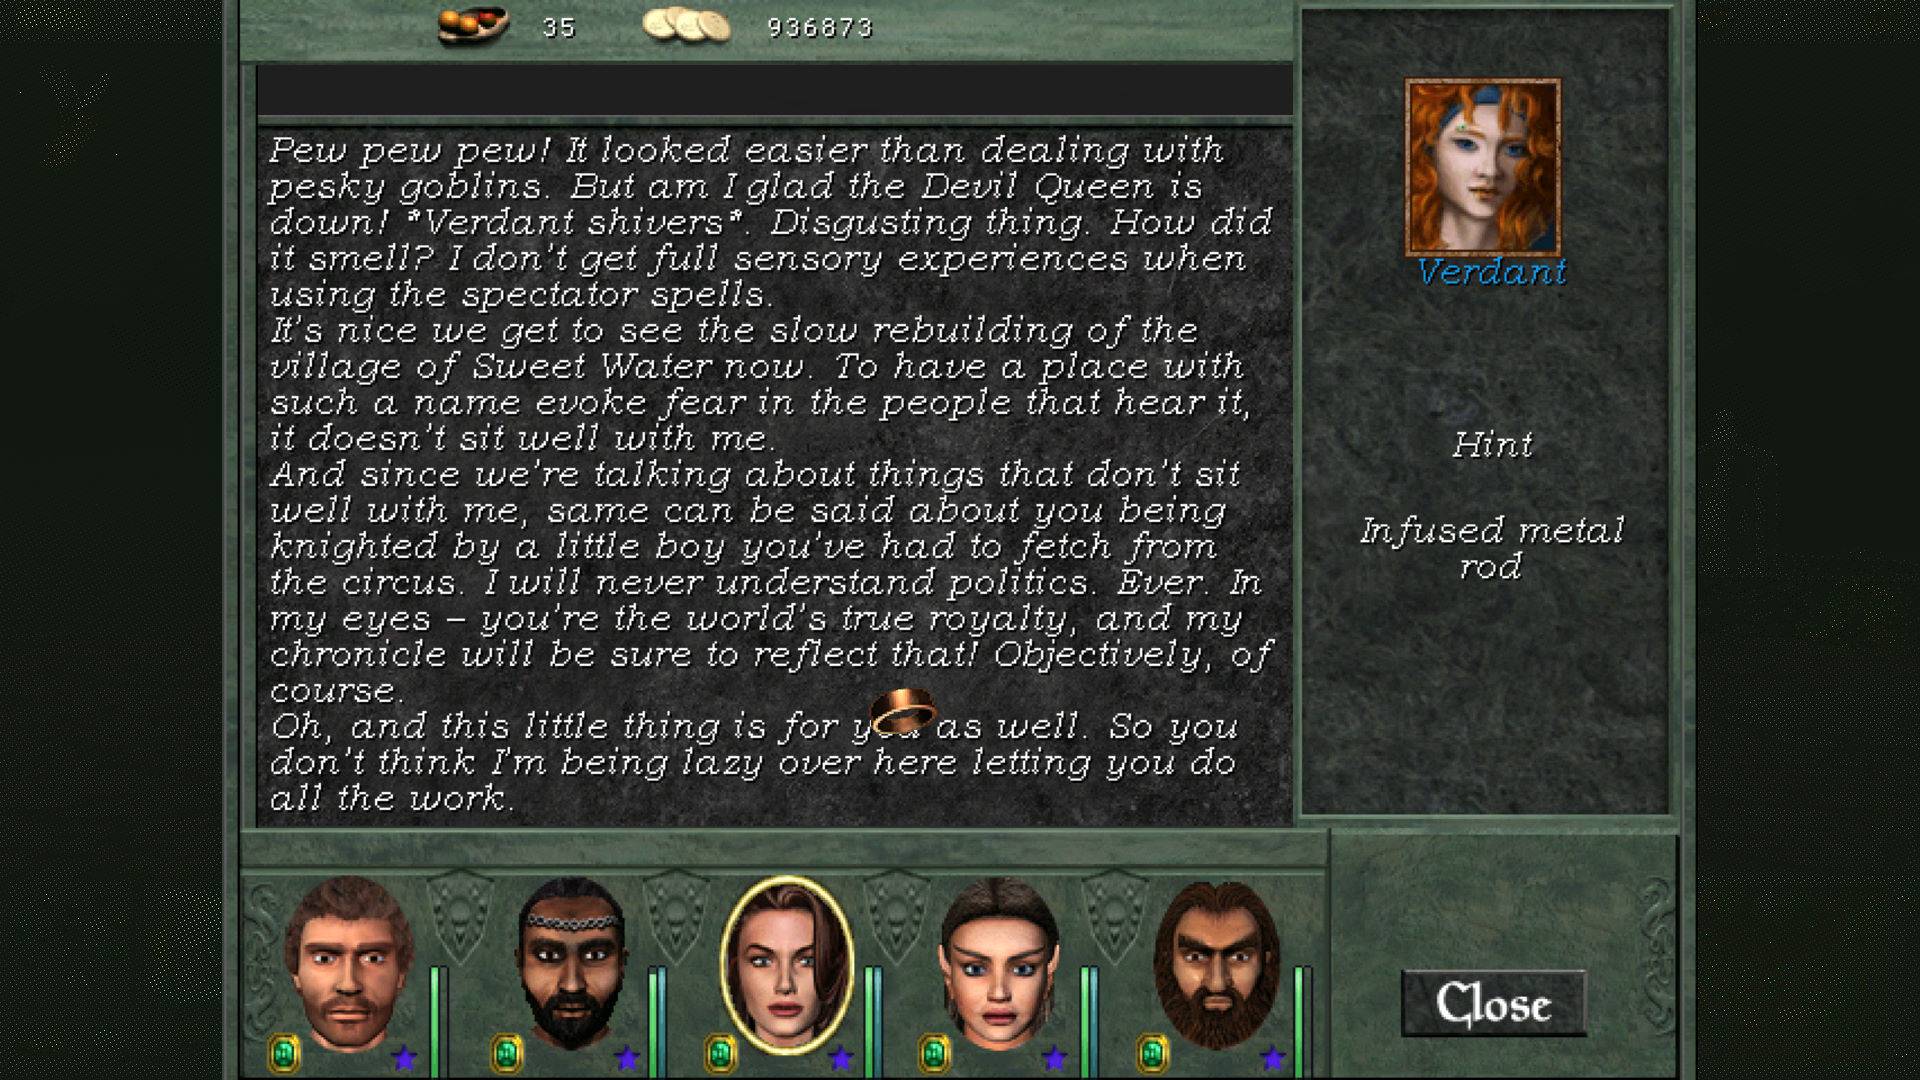 35 936873
Pew pew pew! It looked easier than dealing with
pesky goblins. But am I glad the Devil Queen is
down! *Verdant shivers*. Disgusting thing. How did
it smell? I don't get full sensory experiences when
using the spectator spells.
It's nice we get to see the slow rebuilding of the
village of Sweet Water now. To have a place with
such a name evoke fear in the people that hear it,
it doesn't sit well with me.
And since we're talking about things that don't sit
well with me, same can be said about you being
knighted by a little boy you've had to fetch from
the circus. I will never understand politics. Ever. In
my eyes – you're the world's true royalty, and my
chronicle will be sure to reflect that! Objectively, of
course.
Oh, and this little thing is for you as well. So you
don't think I'm being lazy over here letting you do
all the work.
Verdant
Hint
Infused metal
rod
Close